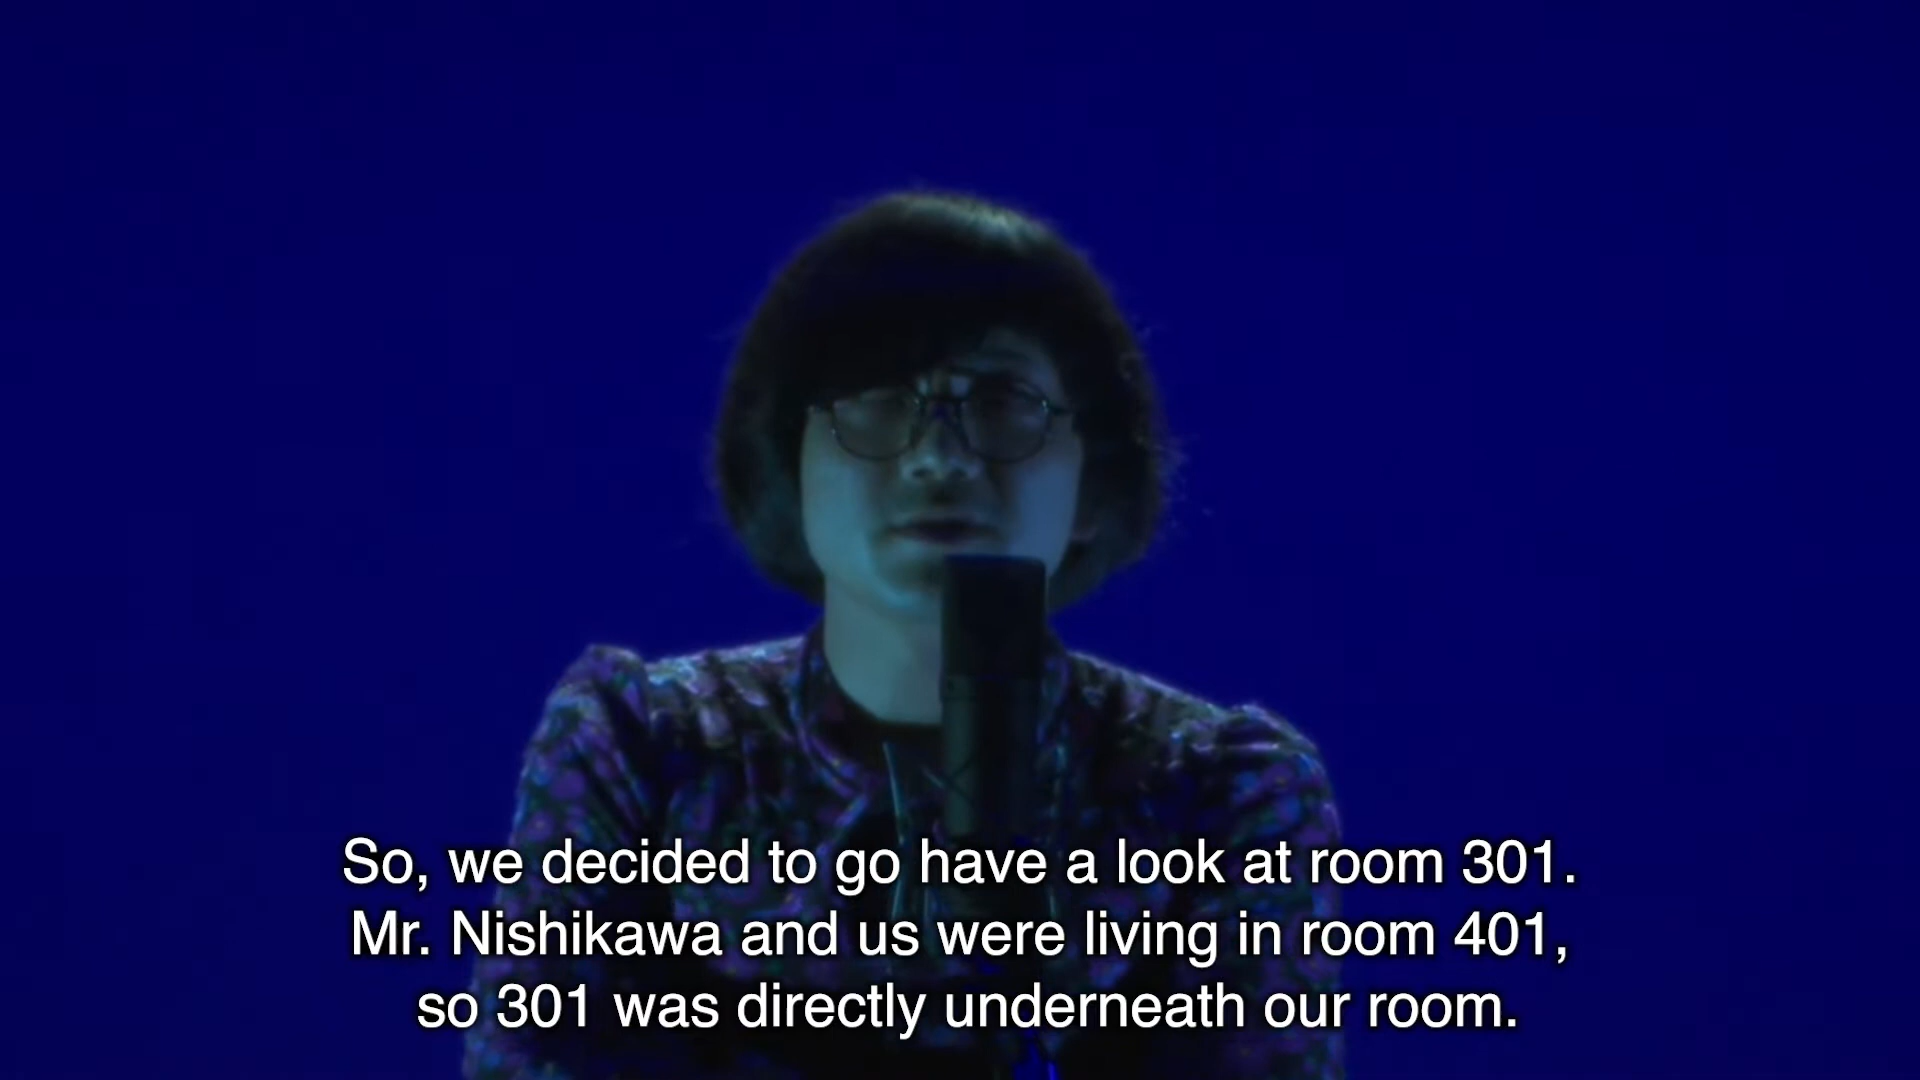 So, we decided to go have a look at room 301.
Mr. Nishikawa and us were living in room 401,
so 301 was directly underneath our room.